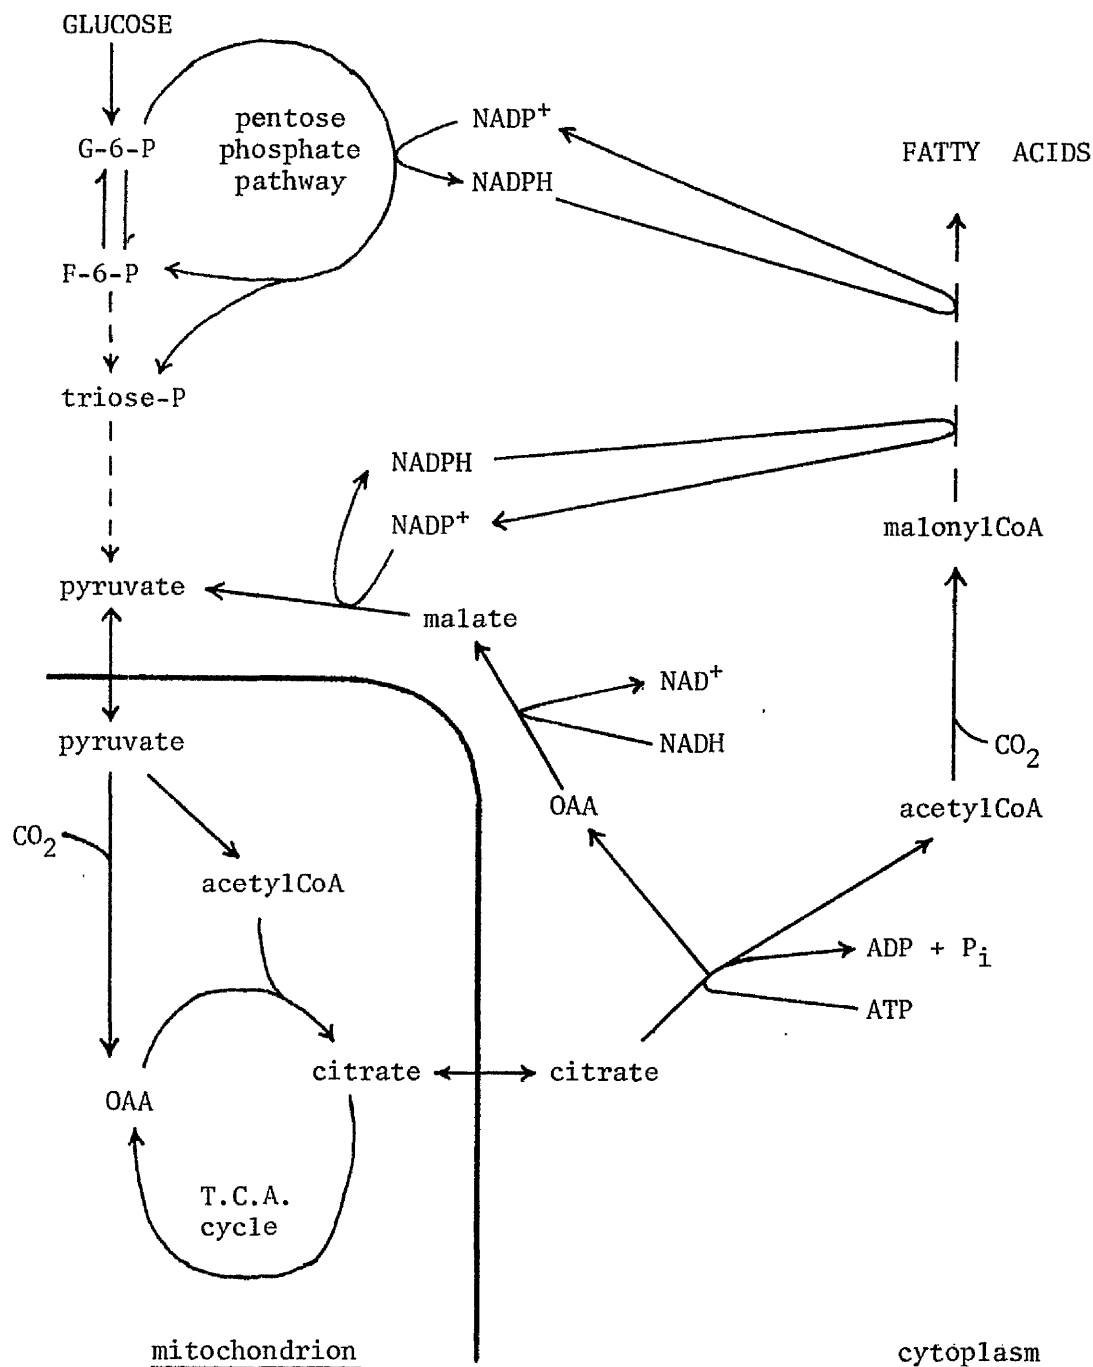 GLUCOSE
G-6-P
pentose
phosphate
pathway
NADP+
NADPH
FATTY ACIDS
F-6-P
triose-P
NADPH
NADP+
malonylCoA
pyruvate
malate
NAD+
NADH
pyruvate
CO2
OAA
acetylCoA
CO2
acetylCoA
ADP + Pi
ATP
citrate
citrate
OAA
T.C.A.
cycle
mitochondrion
cytoplasm